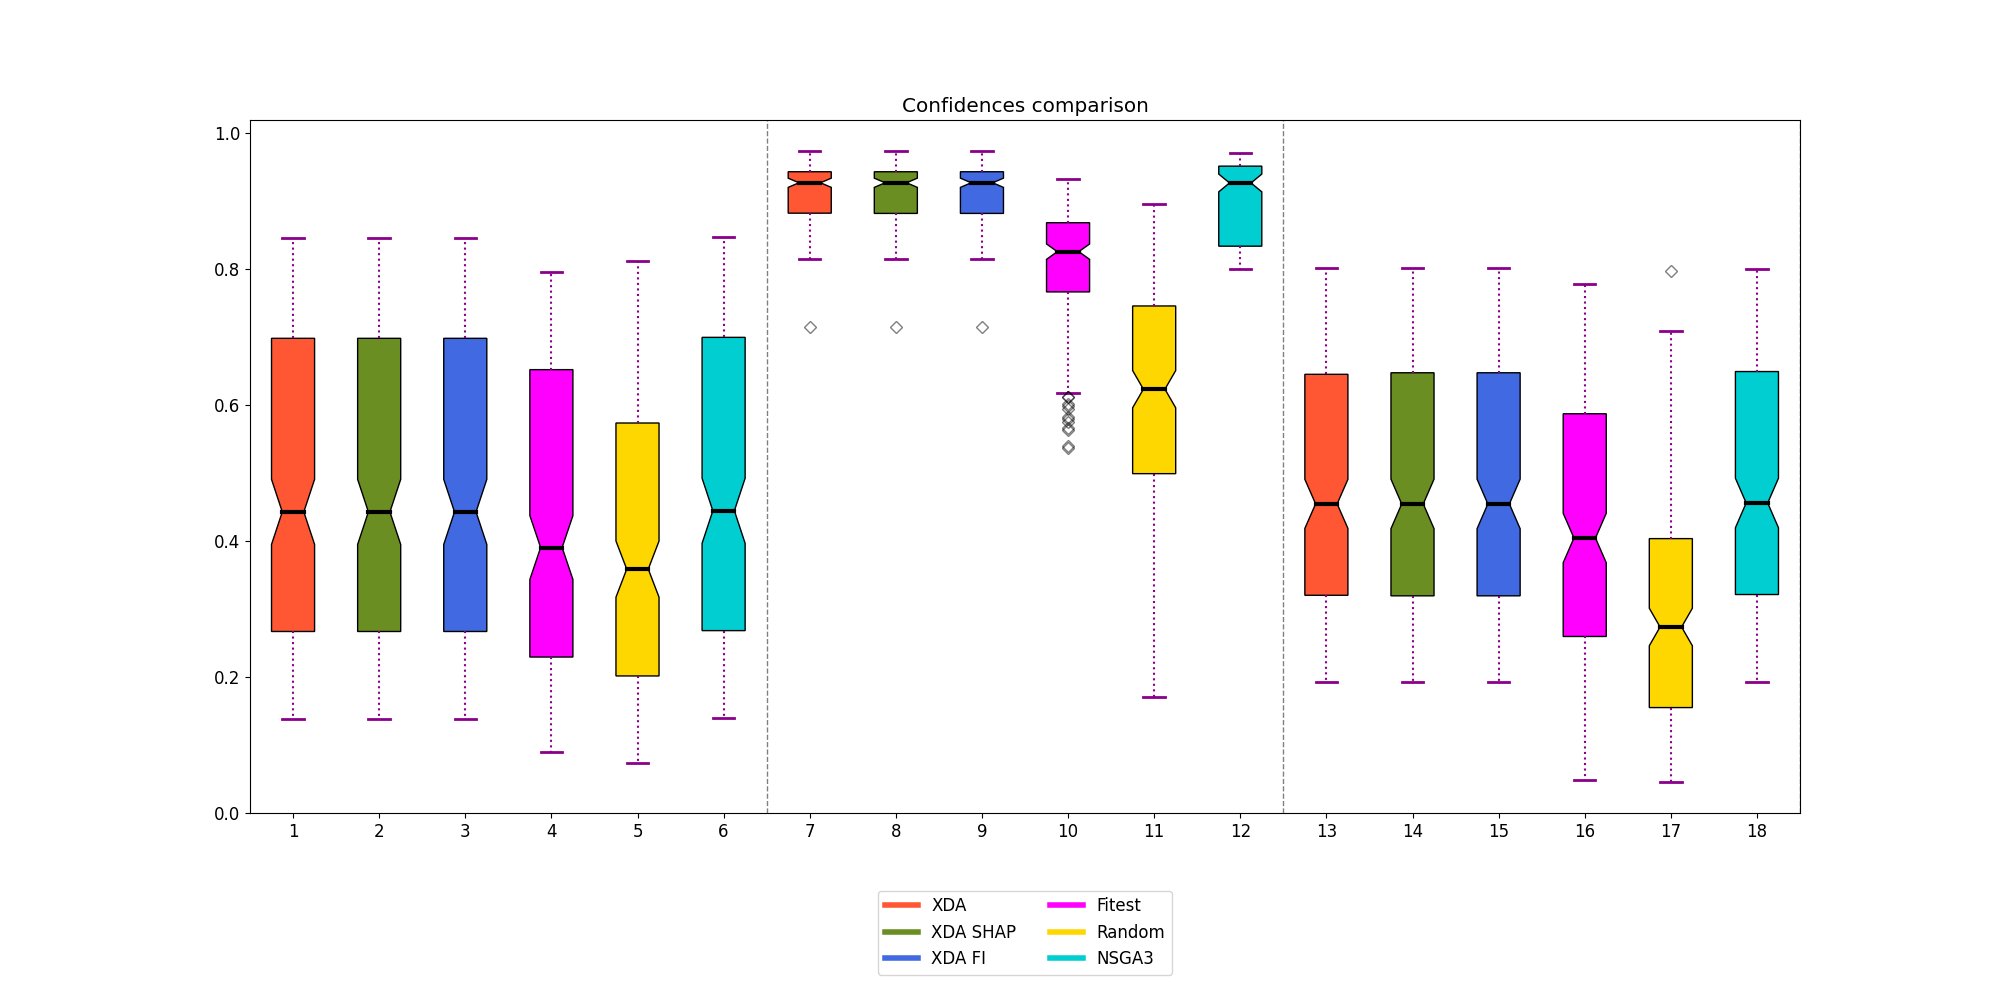 Confidences comparison
1.0
0.8
0.6
0.4
0.2
0.0
1 2 3 4 5 6 7 8 9 10 11 12 13 14 15 16 17 18
XDA Fitest
XDA SHAP Random
XDA FI NSGA3